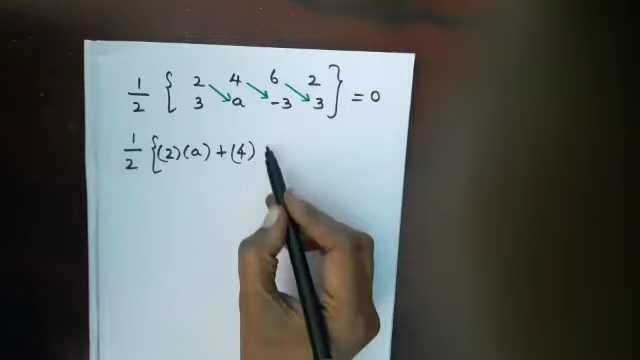 1/2 { 2 4 6 2
3 a -3 3 } = 0
1/2 {(2)(a) + (4)